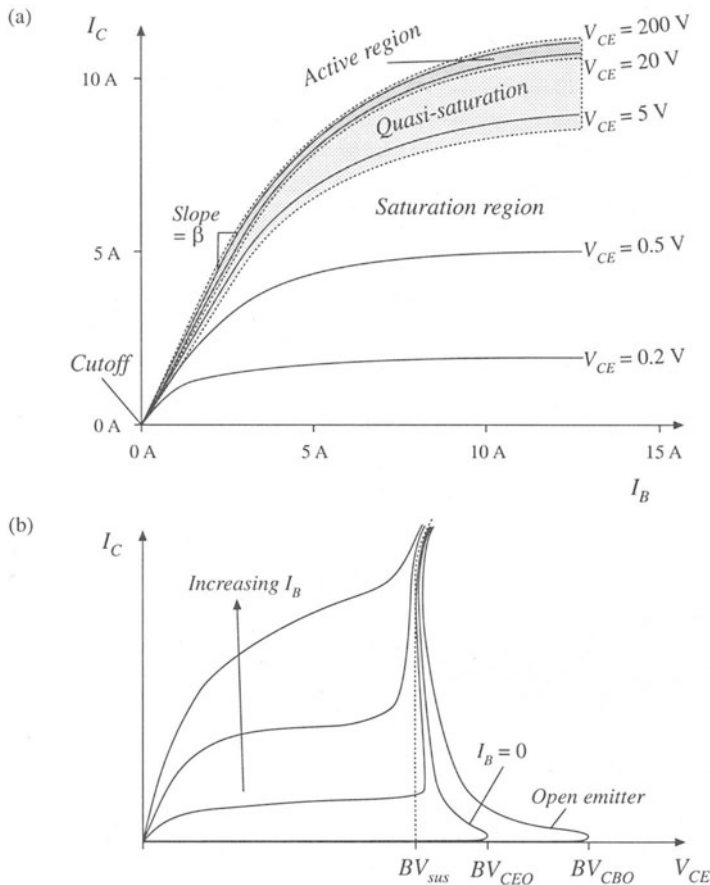 (a)
I_C
10 A
5 A
0 A
Active region
Quasi-saturation
Slope
= β
Saturation region
Cutoff
V_CE = 200 V
V_CE = 20 V
V_CE = 5 V
V_CE = 0.5 V
V_CE = 0.2 V
0 A 5 A 10 A 15 A
I_B
(b)
I_C
Increasing I_B
I_B = 0
Open emitter
BV_sus BV_CEO BV_CBO V_CE